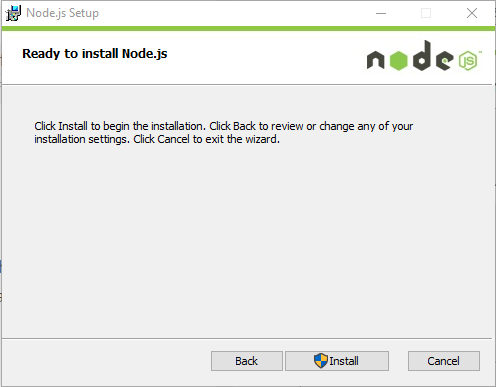 Node.js Setup
Ready to install Node.js
node
JS
Click Install to begin the installation. Click Back to review or change any of your
installation settings. Click Cancel to exit the wizard.
Back
Install
Cancel